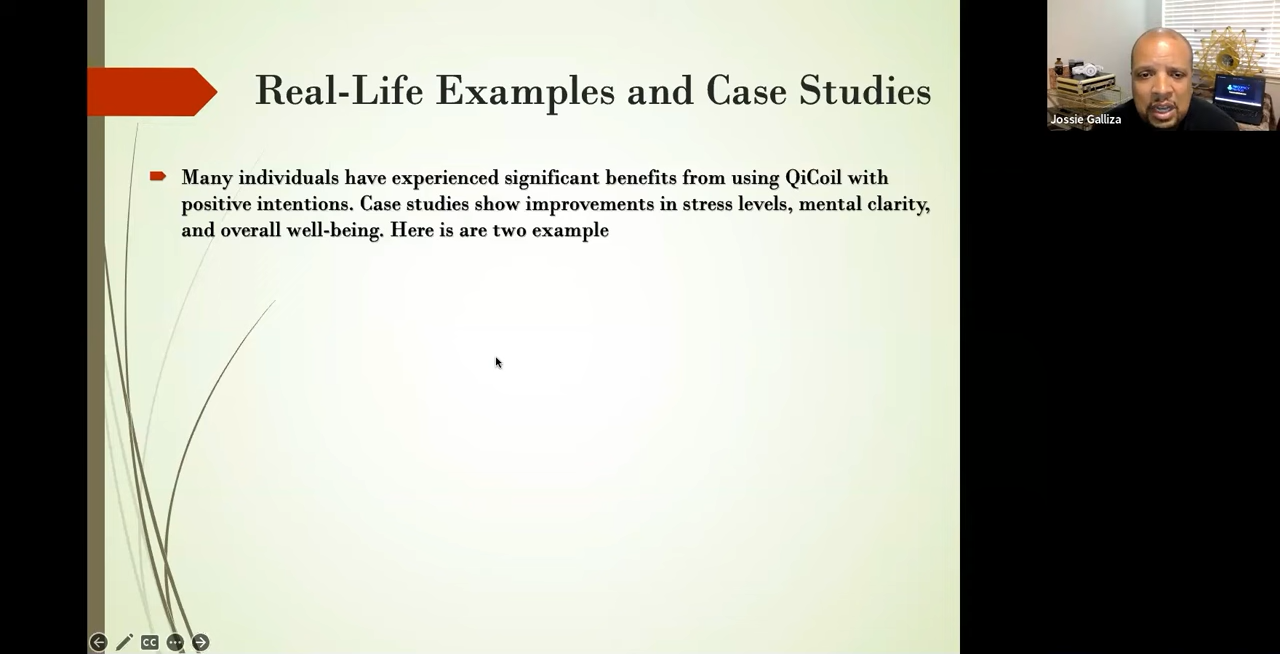 Real-Life Examples and Case Studies
Many individuals have experienced significant benefits from using QiCoil with
positive intentions. Case studies show improvements in stress levels, mental clarity,
and overall well-being. Here is are two example
Jossie Galliza
CC